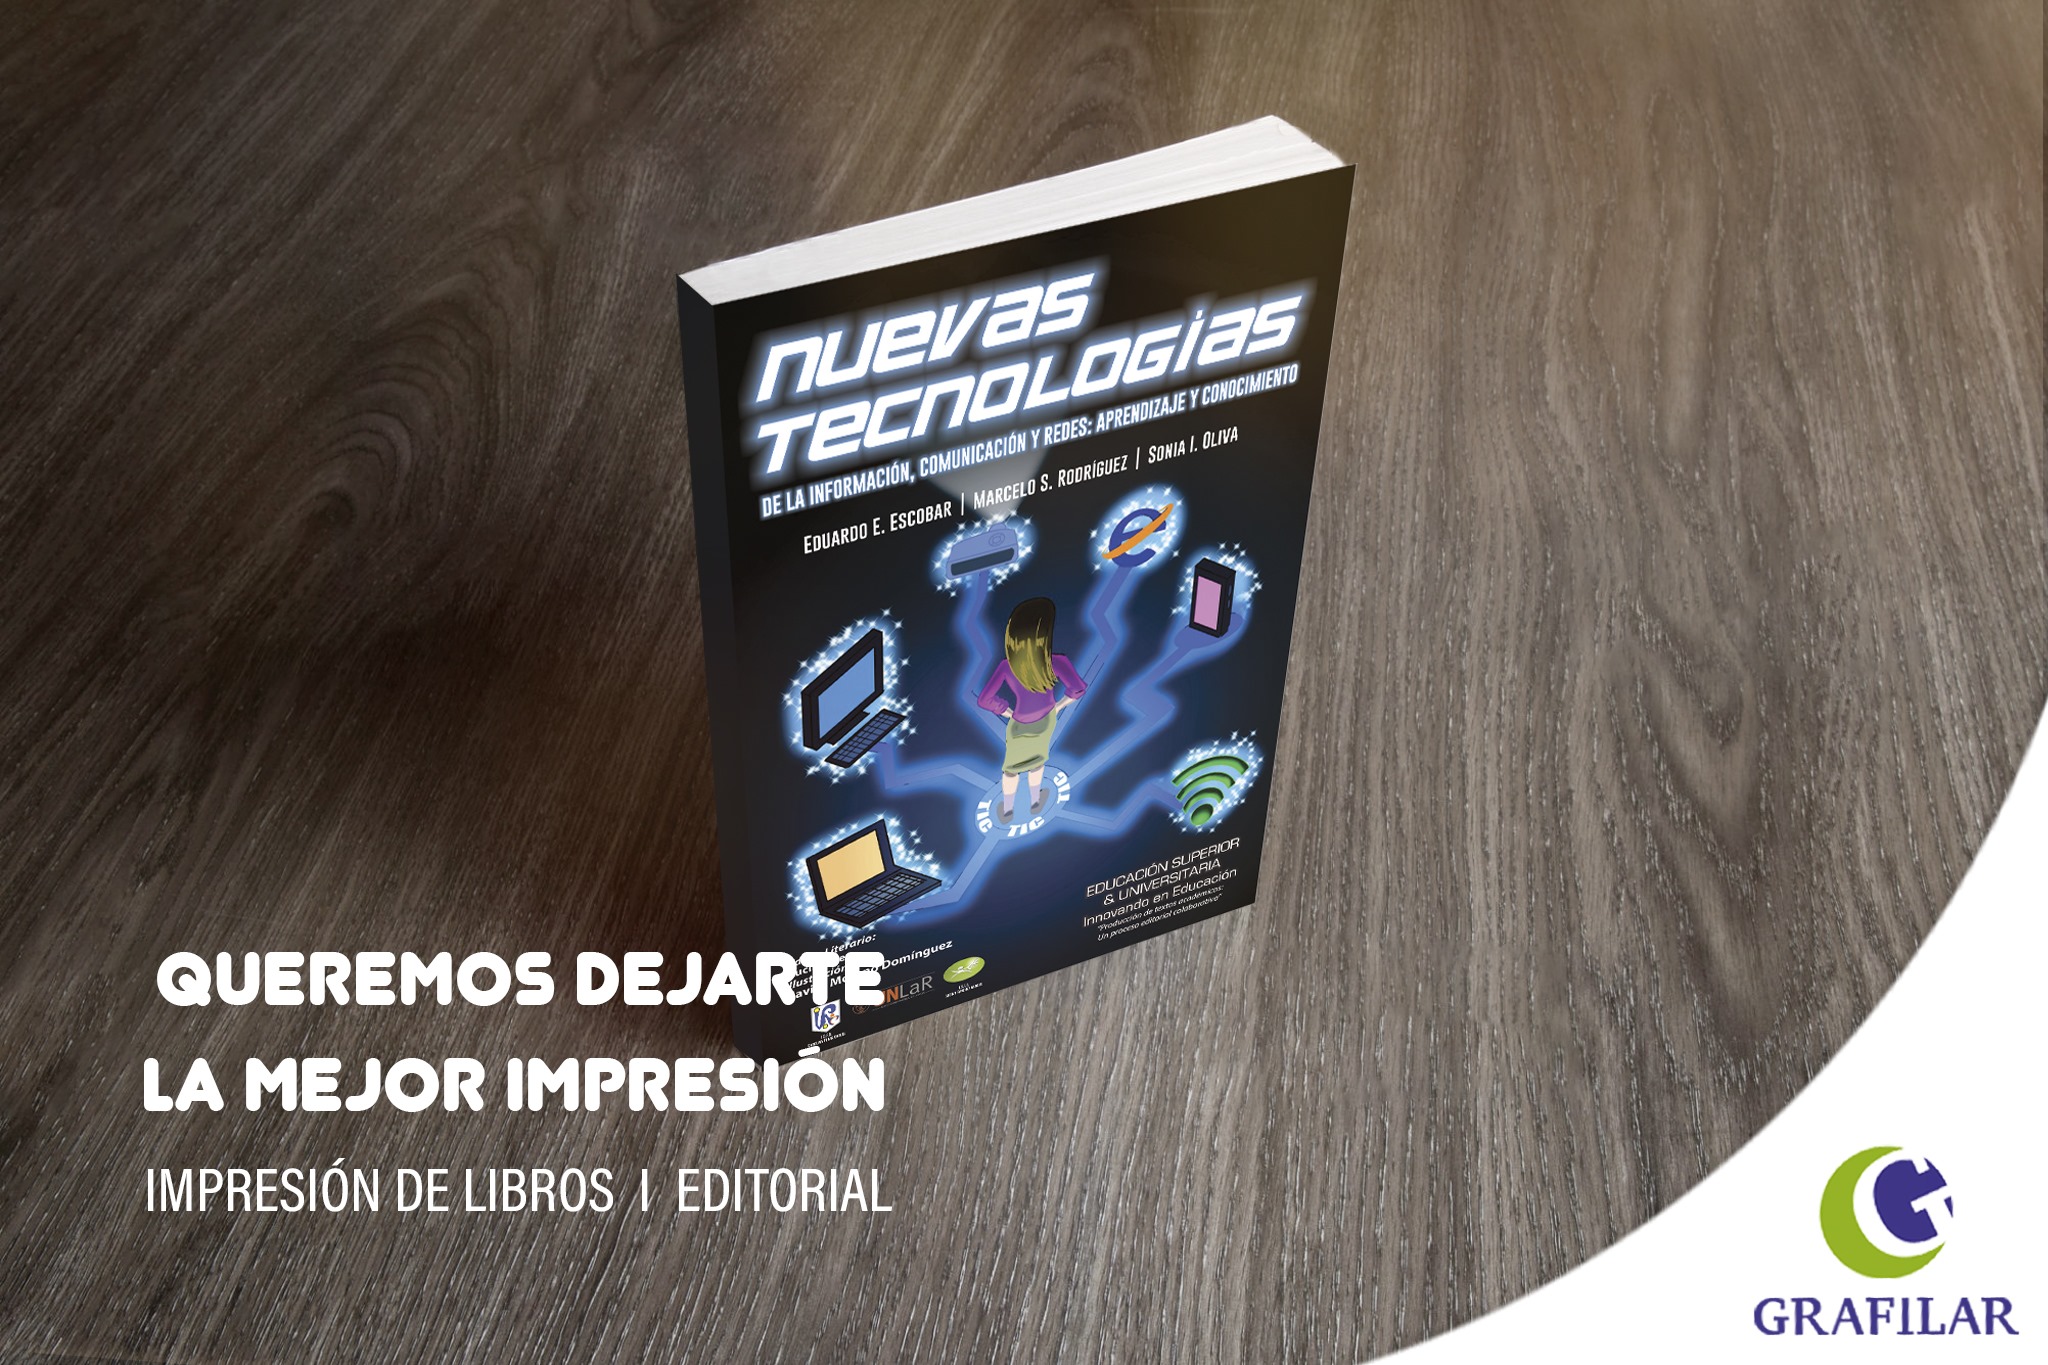 NUEVAS
TECNOLOGÍAS
DE LA INFORMACIÓN, COMUNICACIÓN Y REDES: APRENDIZAJE Y CONOCIMIENTO
EDUARDO E. ESCOBAR | MARCELO S. RODRÍGUEZ | SONIA I. OLIVA
TIC TIC TIC
EDUCACIÓN SUPERIOR
& UNIVERSITARIA
Innovando en Educación
"Producción de textos académicos:
Un proceso editorial colaborativo"
Domínguez
QUEREMOS DEJARTE
LA MEJOR IMPRESIÓN
IMPRESIÓN DE LIBROS I EDITORIAL
GRAFILAR